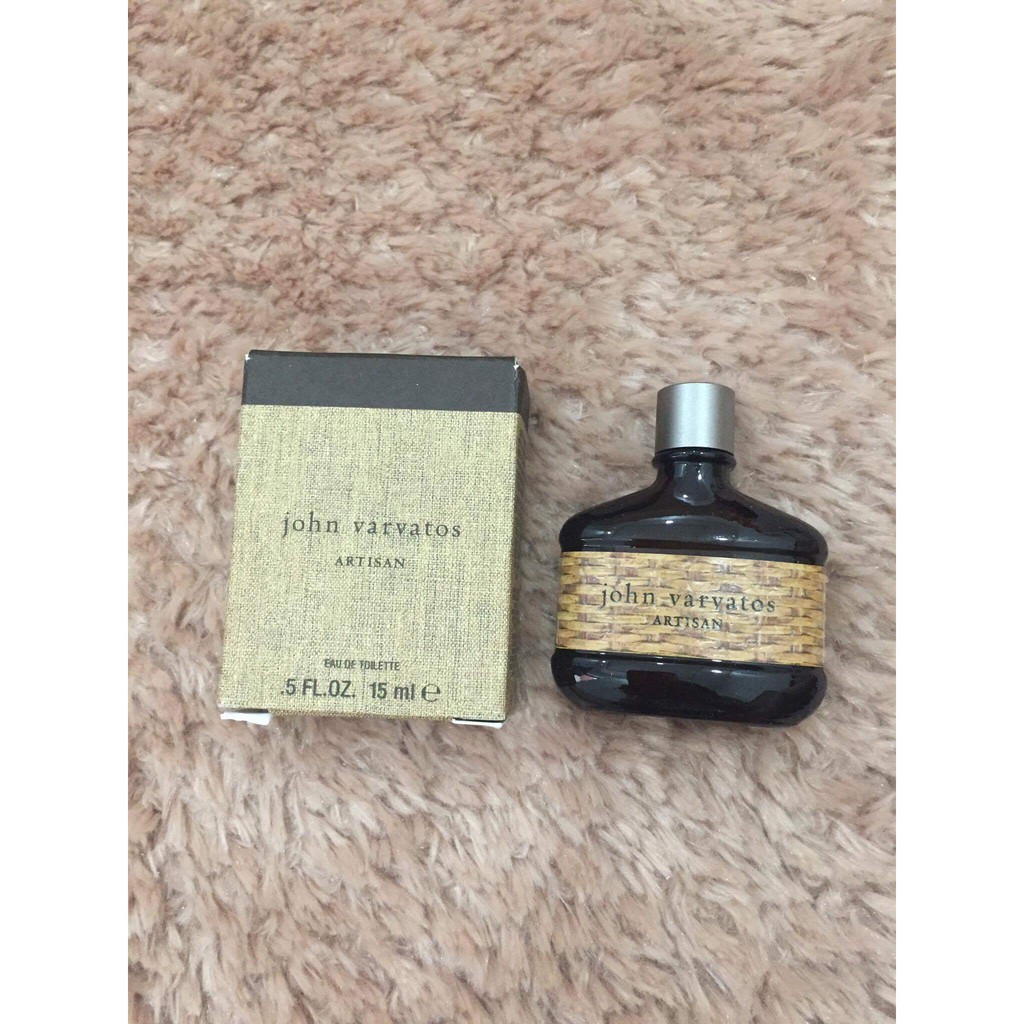 john varvatos
ARTISAN
EAU DE TOILETTE
.5 FL.OZ. 15 ml ℮
john varvatos
ARTISAN